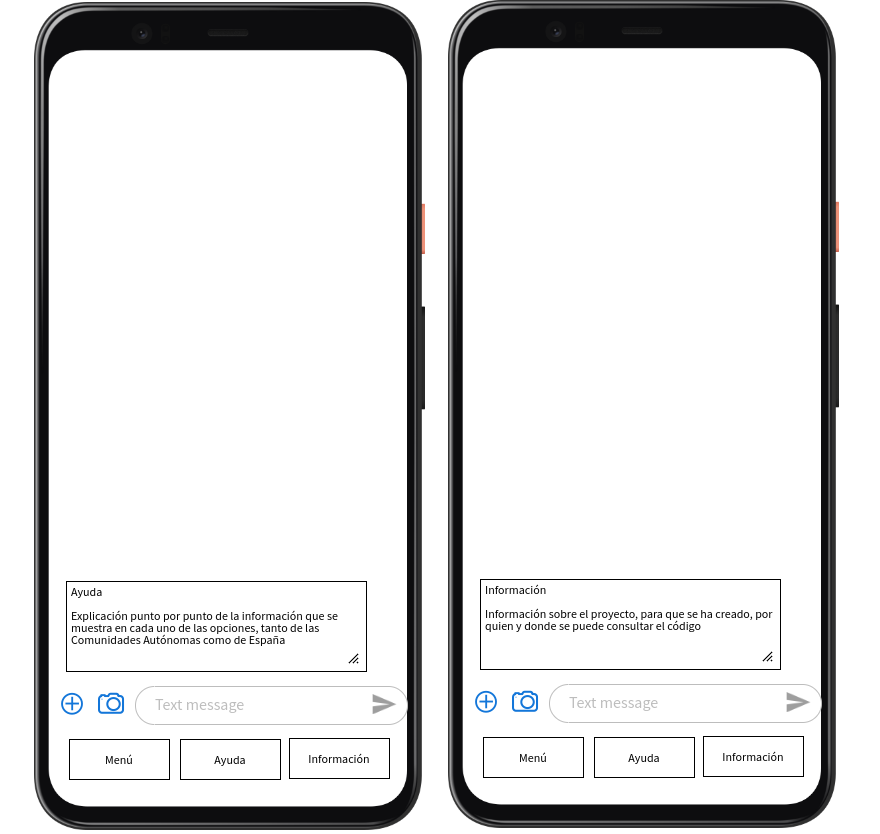 Ayuda
Explicación punto por punto de la información que se
muestra en cada uno de las opciones, tanto de las
Comunidades Autónomas como de España
Text message
Menú
Ayuda
Información
Información
Información sobre el proyecto, para que se ha creado, por
quien y donde se puede consultar el código
Text message
Menú
Ayuda
Información